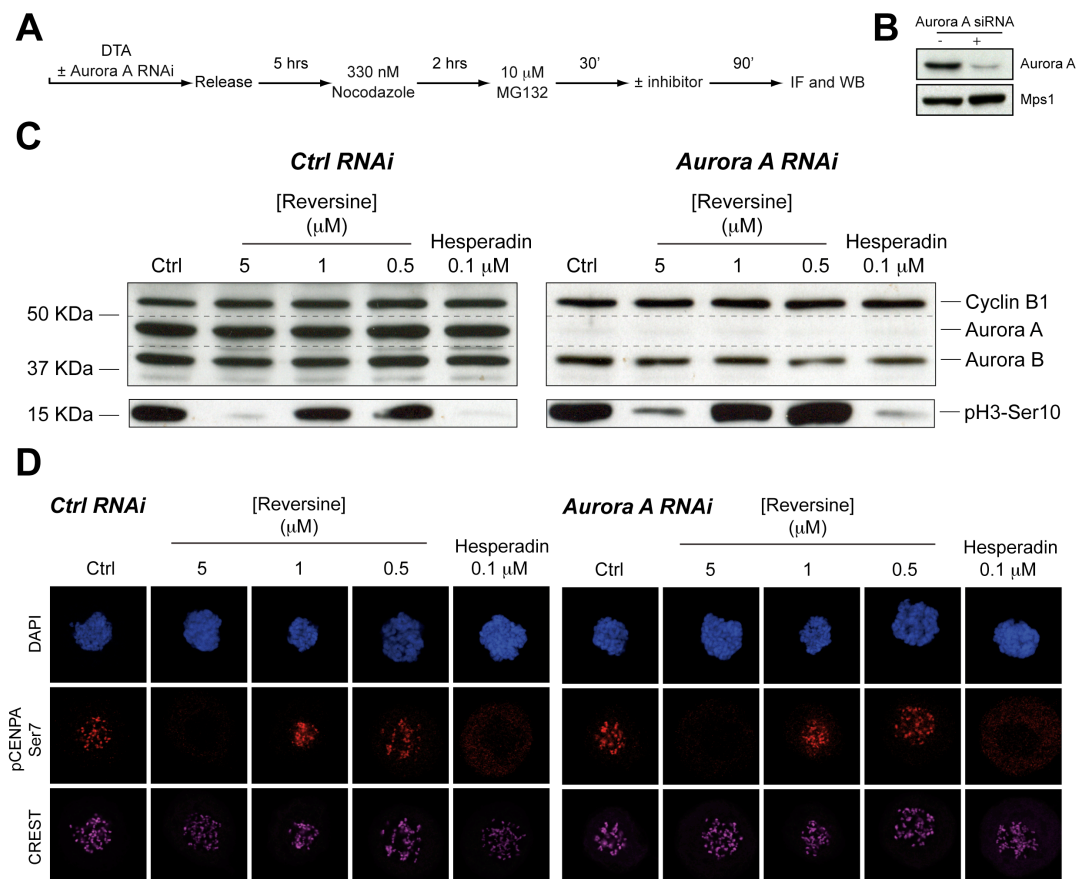 A
DTA
± Aurora A RNAi
Release
5 hrs
330 nM
Nocodazole
2 hrs
10 μM
MG132
30'
± inhibitor
90'
IF and WB
B
Aurora A siRNA
- +
Aurora A
Mps1
C
Ctrl RNAi
[Reversine]
(μM)
Hesperadin
Ctrl 5 1 0.5 0.1 μM
Aurora A RNAi
[Reversine]
(μM)
Hesperadin
Ctrl 5 1 0.5 0.1 μM
50 KDa
37 KDa
15 KDa
Cyclin B1
Aurora A
Aurora B
pH3-Ser10
D
Ctrl RNAi
[Reversine]
(μM)
Hesperadin
Ctrl 5 1 0.5 0.1 μM
Aurora A RNAi
[Reversine]
(μM)
Hesperadin
Ctrl 5 1 0.5 0.1 μM
DAPI
pCENPA
Ser7
CREST